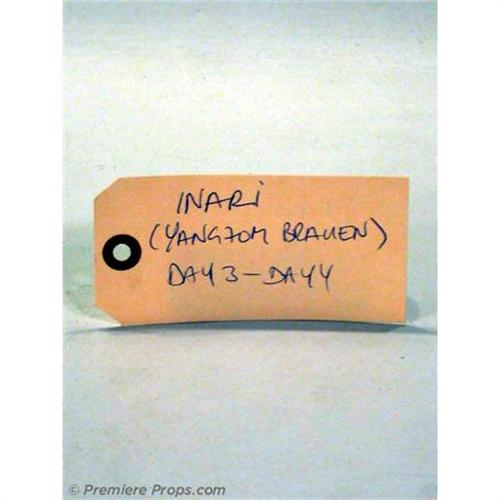 INARI
(YANGZOM BRAUEN)
DAY 3 - DAY 4
© Premiere Props.com